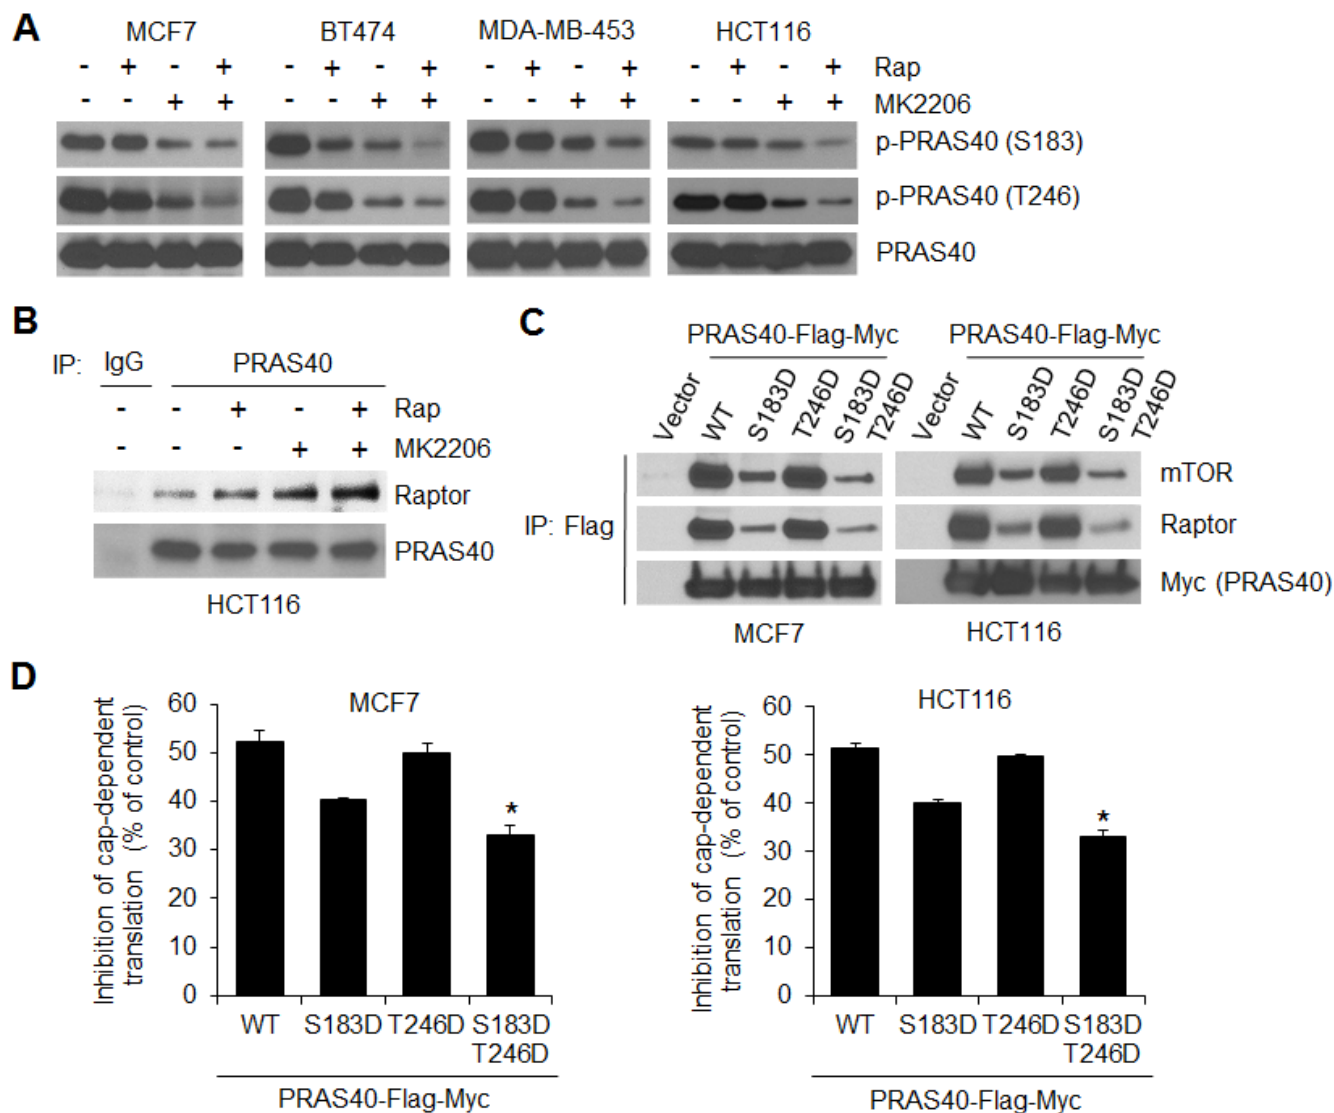 A
MCF7 BT474 MDA-MB-453 HCT116
- + - + - + - + - + - + - + - + Rap
- - + + - - + + - - + + - - + + MK2206
p-PRAS40 (S183)
p-PRAS40 (T246)
PRAS40
B
IP: IgG PRAS40
- - + - + Rap
- - - + + MK2206
Raptor
PRAS40
HCT116
C
PRAS40-Flag-Myc PRAS40-Flag-Myc
Vector WT S183D T246D S183D T246D Vector WT S183D T246D S183D T246D
IP: Flag
mTOR
Raptor
Myc (PRAS40)
MCF7 HCT116
D
MCF7
Inhibition of cap-dependent
translation (% of control)
60
50
40
30
20
10
0
*
WT S183D T246D S183D
T246D
PRAS40-Flag-Myc
HCT116
Inhibition of cap-dependent
translation (% of control)
60
50
40
30
20
10
0
*
WT S183D T246D S183D
T246D
PRAS40-Flag-Myc